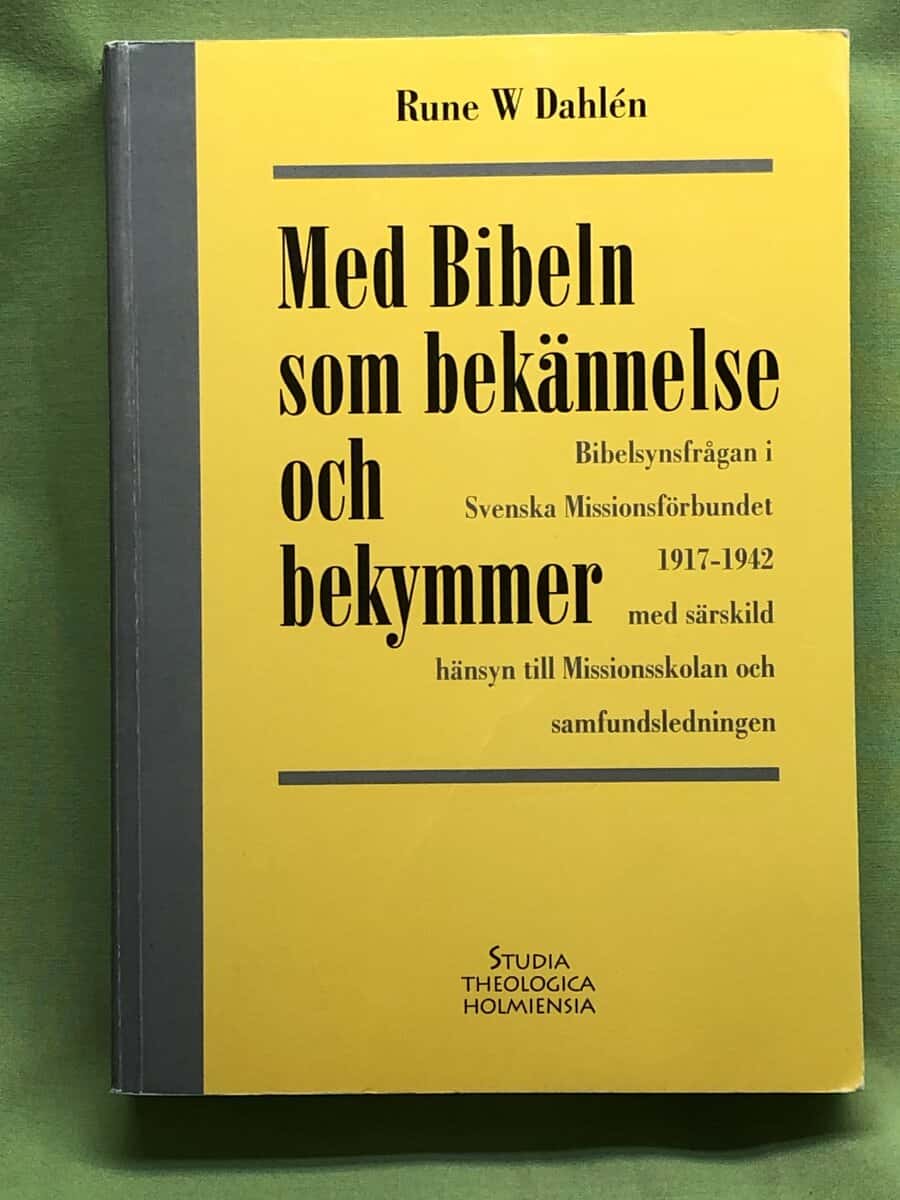 Rune W Dahlén
Med Bibeln
som bekännelse
och
bekymmer
Bibelsynsfrågan i
Svenska Missionsförbundet
1917-1942
med särskild
hänsyn till Missionsskolan och
samfundsledningen
STUDIA
THEOLOGICA
HOLMIENSIA